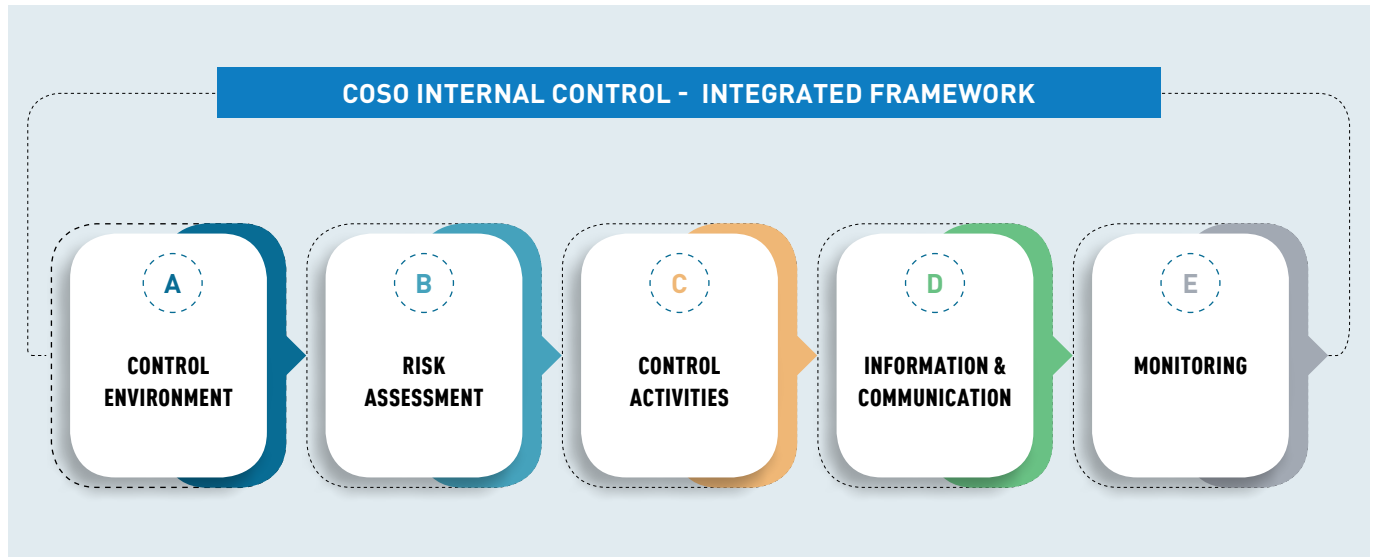 COSO INTERNAL CONTROL - INTEGRATED FRAMEWORK
A
CONTROL
ENVIRONMENT
B
RISK
ASSESSMENT
C
CONTROL
ACTIVITIES
D
INFORMATION &
COMMUNICATION
E
MONITORING